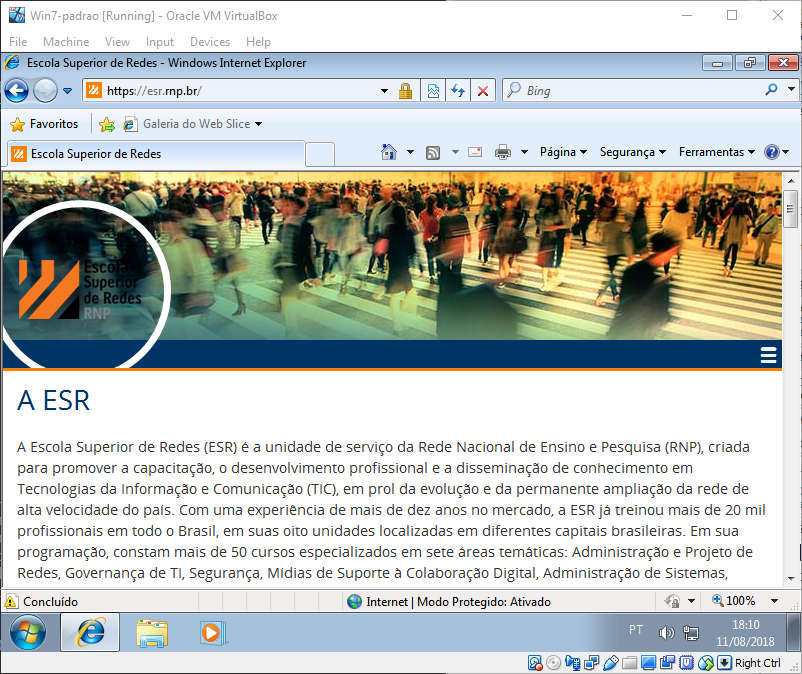 Win7-padrao [Running] - Oracle VM VirtualBox
File Machine View Input Devices Help
Escola Superior de Redes - Windows Internet Explorer
https://esr.rnp.br/ Bing
Favoritos Galeria do Web Slice
Escola Superior de Redes Página Segurança Ferramentas
Escola
Superior
de Redes
RNP
A ESR
A Escola Superior de Redes (ESR) é a unidade de serviço da Rede Nacional de Ensino e Pesquisa (RNP), criada
para promover a capacitação, o desenvolvimento profissional e a disseminação de conhecimento em
Tecnologias da Informação e Comunicação (TIC), em prol da evolução e da permanente ampliação da rede de
alta velocidade do país. Com uma experiência de mais de dez anos no mercado, a ESR já treinou mais de 20 mil
profissionais em todo o Brasil, em suas oito unidades localizadas em diferentes capitais brasileiras. Em sua
programação, constam mais de 50 cursos especializados em sete áreas temáticas: Administração e Projeto de
Redes, Governança de TI, Segurança, Mídias de Suporte à Colaboração Digital, Administração de Sistemas,
Concluído Internet | Modo Protegido: Ativado 100%
PT 18:10
11/08/2018
Right Ctrl